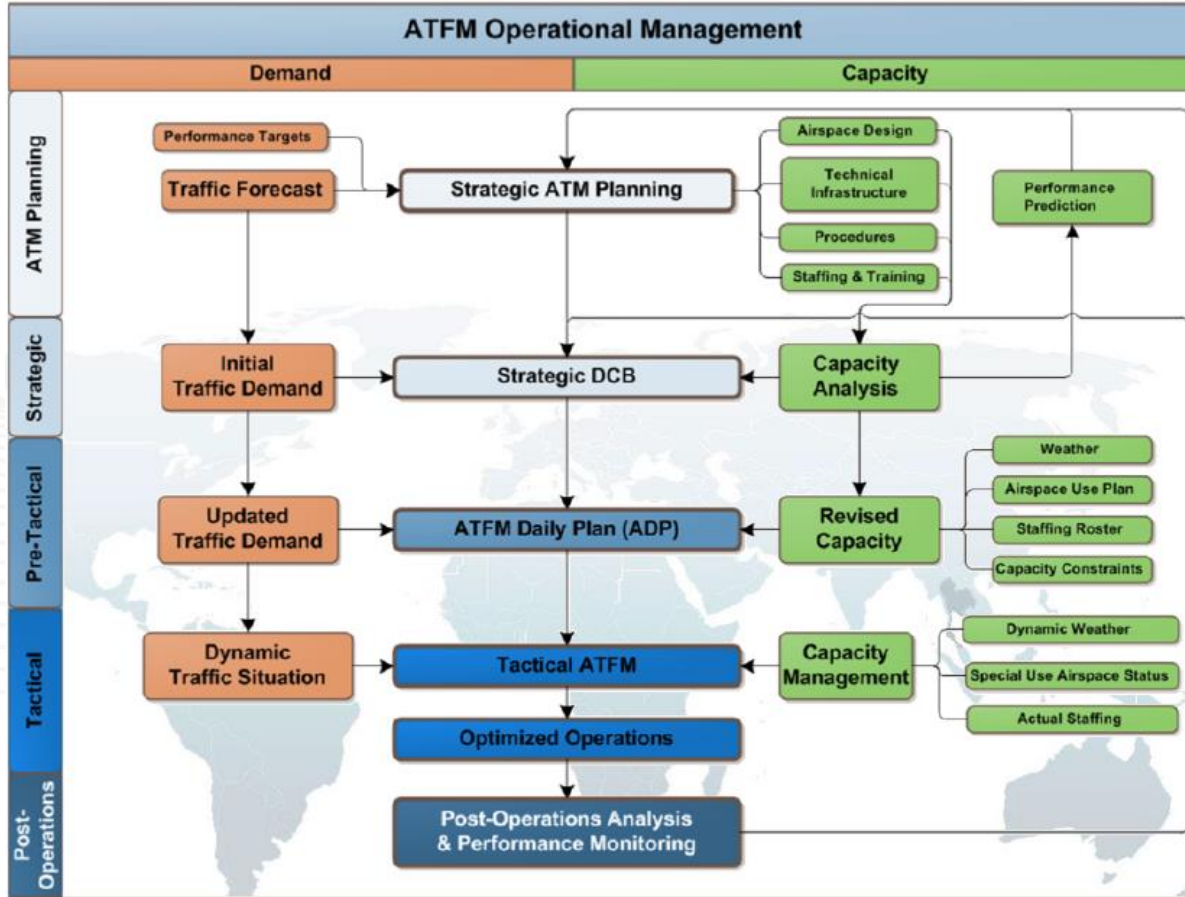 ATFM Operational Management
Demand
Capacity
ATM Planning
Performance Targets
Traffic Forecast
Strategic ATM Planning
Airspace Design
Technical
Infrastructure
Procedures
Staffing & Training
Performance
Prediction
Strategic
Initial
Traffic Demand
Strategic DCB
Capacity
Analysis
Pre-Tactical
Updated
Traffic Demand
ATFM Daily Plan (ADP)
Revised
Capacity
Weather
Airspace Use Plan
Staffing Roster
Capacity Constraints
Tactical
Dynamic
Traffic Situation
Tactical ATFM
Capacity
Management
Dynamic Weather
Special Use Airspace Status
Actual Staffing
Optimized Operations
Post-
Operations
Post-Operations Analysis
& Performance Monitoring